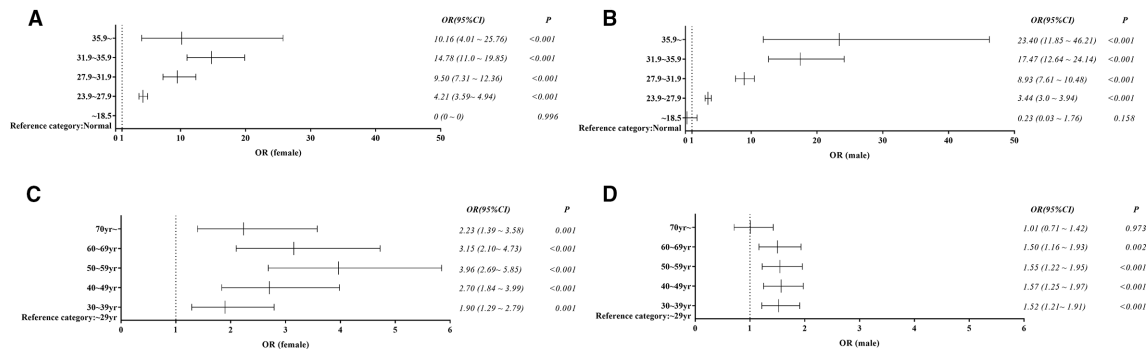 A
OR(95%CI) P
35.9~ 10.16 (4.01 ~ 25.76) <0.001
31.9~35.9 14.78 (11.0 ~ 19.85) <0.001
27.9~31.9 9.50 (7.31 ~ 12.36) <0.001
23.9~27.9 4.21 (3.59~ 4.94) <0.001
~18.5 0 (0 ~ 0) 0.996
Reference category:Normal
0 1 10 20 30 40 50
OR (female)
B
OR(95%CI) P
35.9~ 23.40 (11.85 ~ 46.21) <0.001
31.9~35.9 17.47 (12.64 ~ 24.14) <0.001
27.9~31.9 8.93 (7.61 ~ 10.48) <0.001
23.9~27.9 3.44 (3.0 ~ 3.94) <0.001
~18.5 0.23 (0.03 ~ 1.76) 0.158
Reference category:Normal
0 1 10 20 30 40 50
OR (male)
C
OR(95%CI) P
70yr~ 2.23 (1.39 ~ 3.58) 0.001
60~69yr 3.15 (2.10~ 4.73) <0.001
50~59yr 3.96 (2.69~ 5.85) <0.001
40~49yr 2.70 (1.84 ~ 3.99) <0.001
30~39yr 1.90 (1.29 ~ 2.79) 0.001
Reference category:~29yr
0 1 2 3 4 5 6
OR (female)
D
OR(95%CI) P
70yr~ 1.01 (0.71 ~ 1.42) 0.973
60~69yr 1.50 (1.16 ~ 1.93) 0.002
50~59yr 1.55 (1.22 ~ 1.95) <0.001
40~49yr 1.57 (1.25 ~ 1.97) <0.001
30~39yr 1.52 (1.21~ 1.91) <0.001
Reference category:~29yr
0 1 2 3 4 5 6
OR (male)